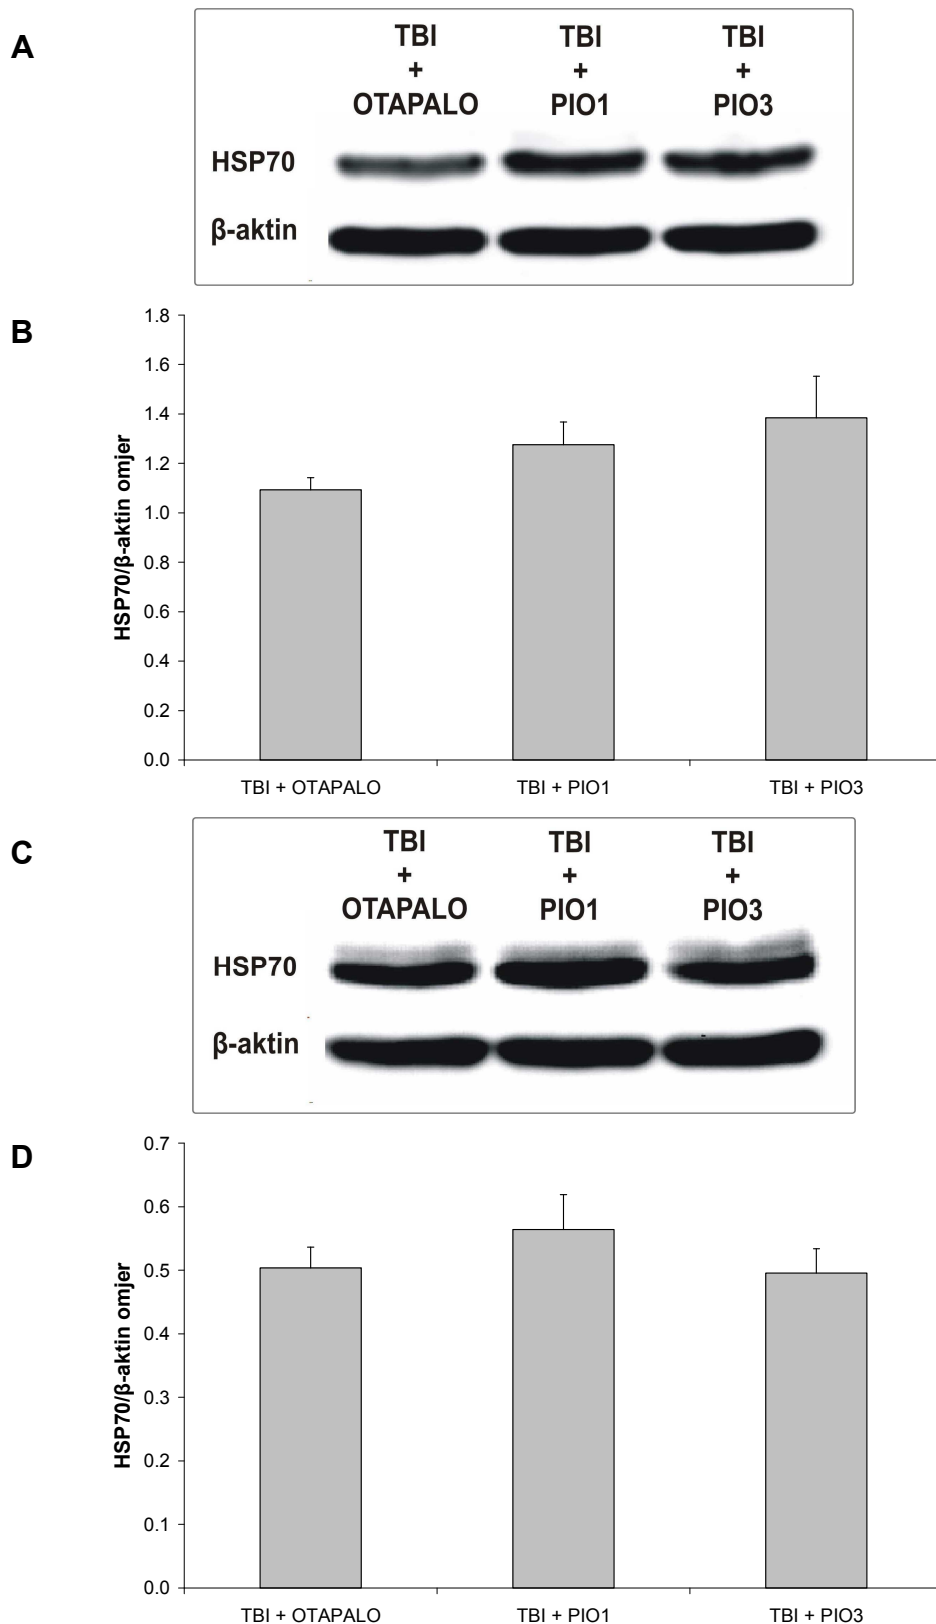 A
TBI TBI TBI
+ + +
OTAPALO PIO1 PIO3
HSP70
β-aktin
B
HSP70/β-aktin omjer
1.8
1.6
1.4
1.2
1.0
0.8
0.6
0.4
0.2
0.0
TBI + OTAPALO TBI + PIO1 TBI + PIO3
C
TBI TBI TBI
+ + +
OTAPALO PIO1 PIO3
HSP70
β-aktin
D
HSP70/β-aktin omjer
0.7
0.6
0.5
0.4
0.3
0.2
0.1
0.0
TBI + OTAPALO TBI + PIO1 TBI + PIO3